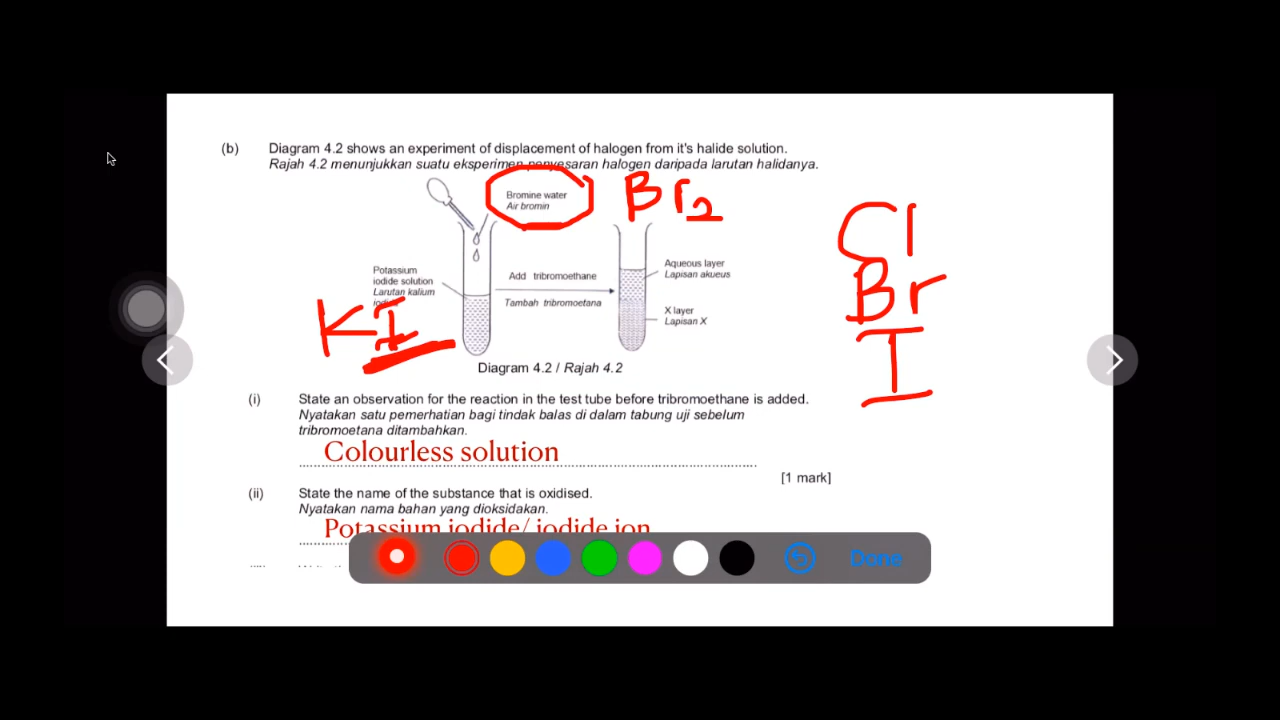 (b) Diagram 4.2 shows an experiment of displacement of halogen from it's halide solution.
Rajah 4.2 menunjukkan suatu eksperimen penyesaran halogen daripada larutan halidanya.
Bromine water
Air bromin
Br2
Cl
Br
I
Potassium
iodide solution
Larutan kalium
KI
Add tribromoethane
Tambah tribromoetana
Aqueous layer
Lapisan akueus
X layer
Lapisan X
Diagram 4.2 / Rajah 4.2
(i) State an observation for the reaction in the test tube before tribromoethane is added.
Nyatakan satu pemerhatian bagi tindak balas di dalam tabung uji sebelum
tribromoetana ditambahkan.
Colourless solution
[1 mark]
(ii) State the name of the substance that is oxidised.
Nyatakan nama bahan yang dioksidakan.
Potassium iodide/ iodide ion
Done